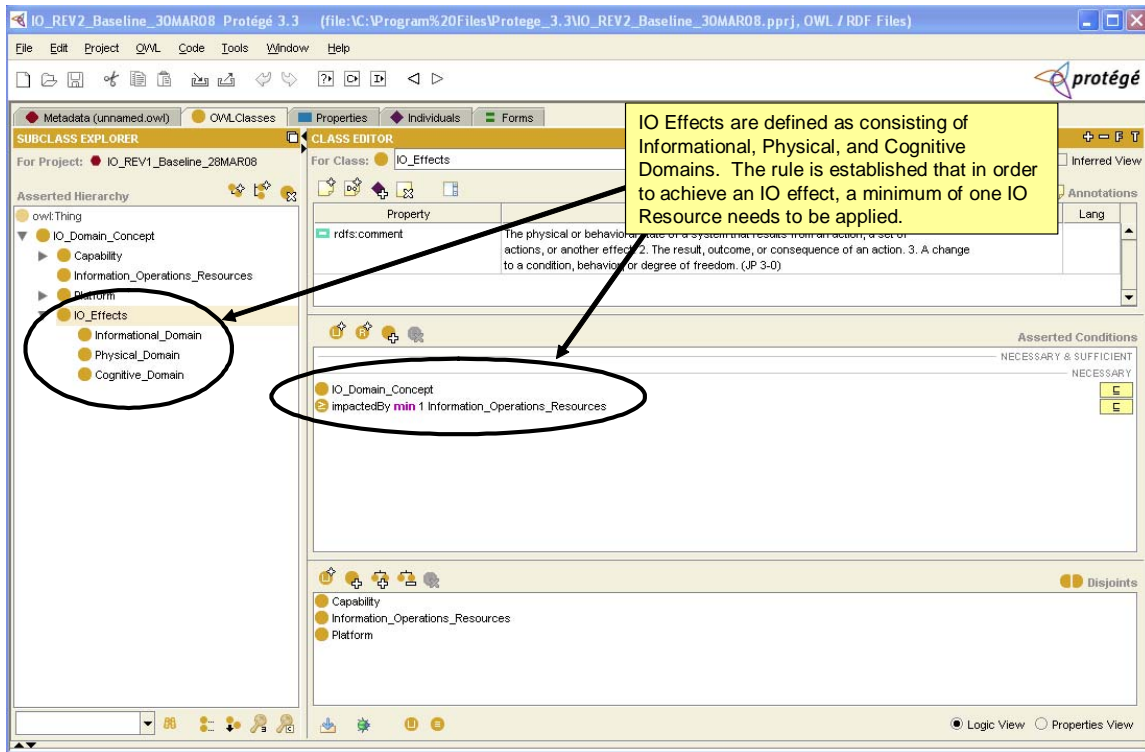 IO_REV2_Baseline_30MAR08 Protégé 3.3 (file:\C:\Program%20Files\Protege_3.3\IO_REV2_Baseline_30MAR08.pprj, OWL / RDF Files)
File Edit Project OWL Code Tools Window Help
protégé
Metadata (unnamed.owl) OWLClasses Properties Individuals Forms
SUBCLASS EXPLORER
For Project: IO_REV1_Baseline_28MAR08
Asserted Hierarchy
owl:Thing
IO_Domain_Concept
Capability
Information_Operations_Resources
Platform
IO_Effects
Informational_Domain
Physical_Domain
Cognitive_Domain
CLASS EDITOR
For Class: IO_Effects
Inferred View
IO Effects are defined as consisting of
Informational, Physical, and Cognitive
Domains. The rule is established that in order
to achieve an IO effect, a minimum of one IO
Resource needs to be applied.
Annotations
Property Lang
rdfs:comment
The physical or behavioral state of a system that results from an action, a set of
actions, or another effect. 2. The result, outcome, or consequence of an action. 3. A change
to a condition, behavior, or degree of freedom. (JP 3-0)
Asserted Conditions
NECESSARY & SUFFICIENT
NECESSARY
IO_Domain_Concept
impactedBy min 1 Information_Operations_Resources
Disjoints
Capability
Information_Operations_Resources
Platform
Logic View Properties View